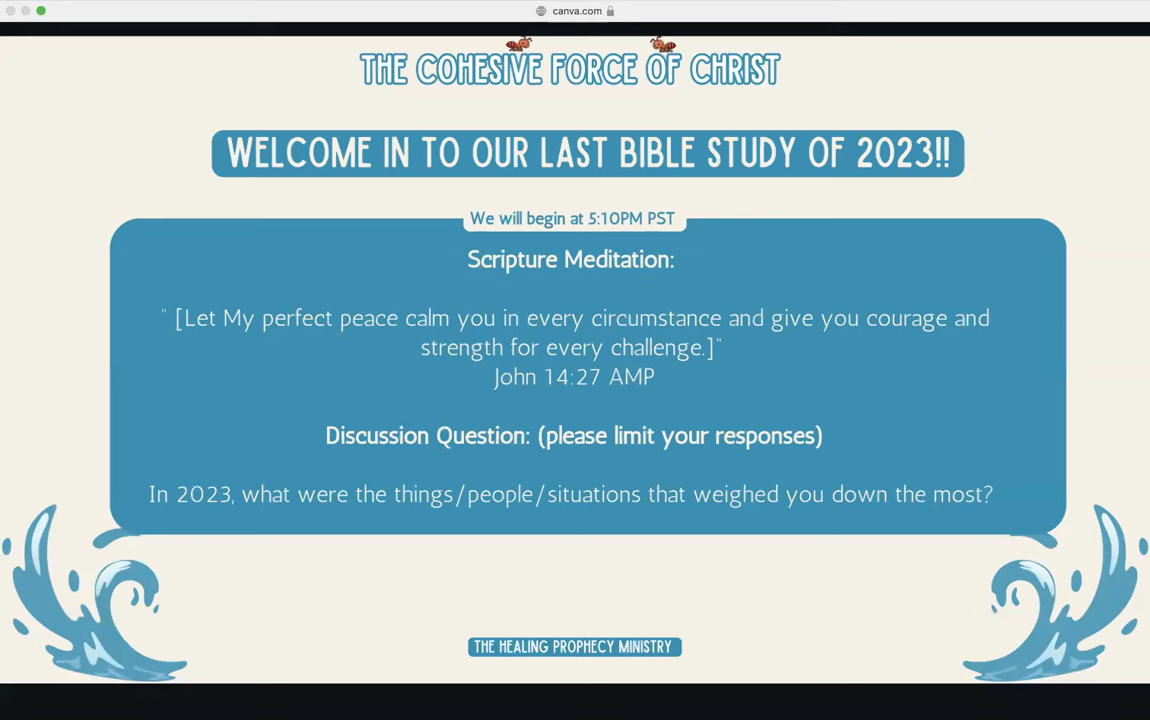 canva.com
THE COHESIVE FORCE OF CHRIST
WELCOME IN TO OUR LAST BIBLE STUDY OF 2023!!
We will begin at 5:10PM PST
Scripture Meditation:
" [Let My perfect peace calm you in every circumstance and give you courage and
strength for every challenge.]"
John 14:27 AMP
Discussion Question: (please limit your responses)
In 2023, what were the things/people/situations that weighed you down the most?
THE HEALING PROPHECY MINISTRY